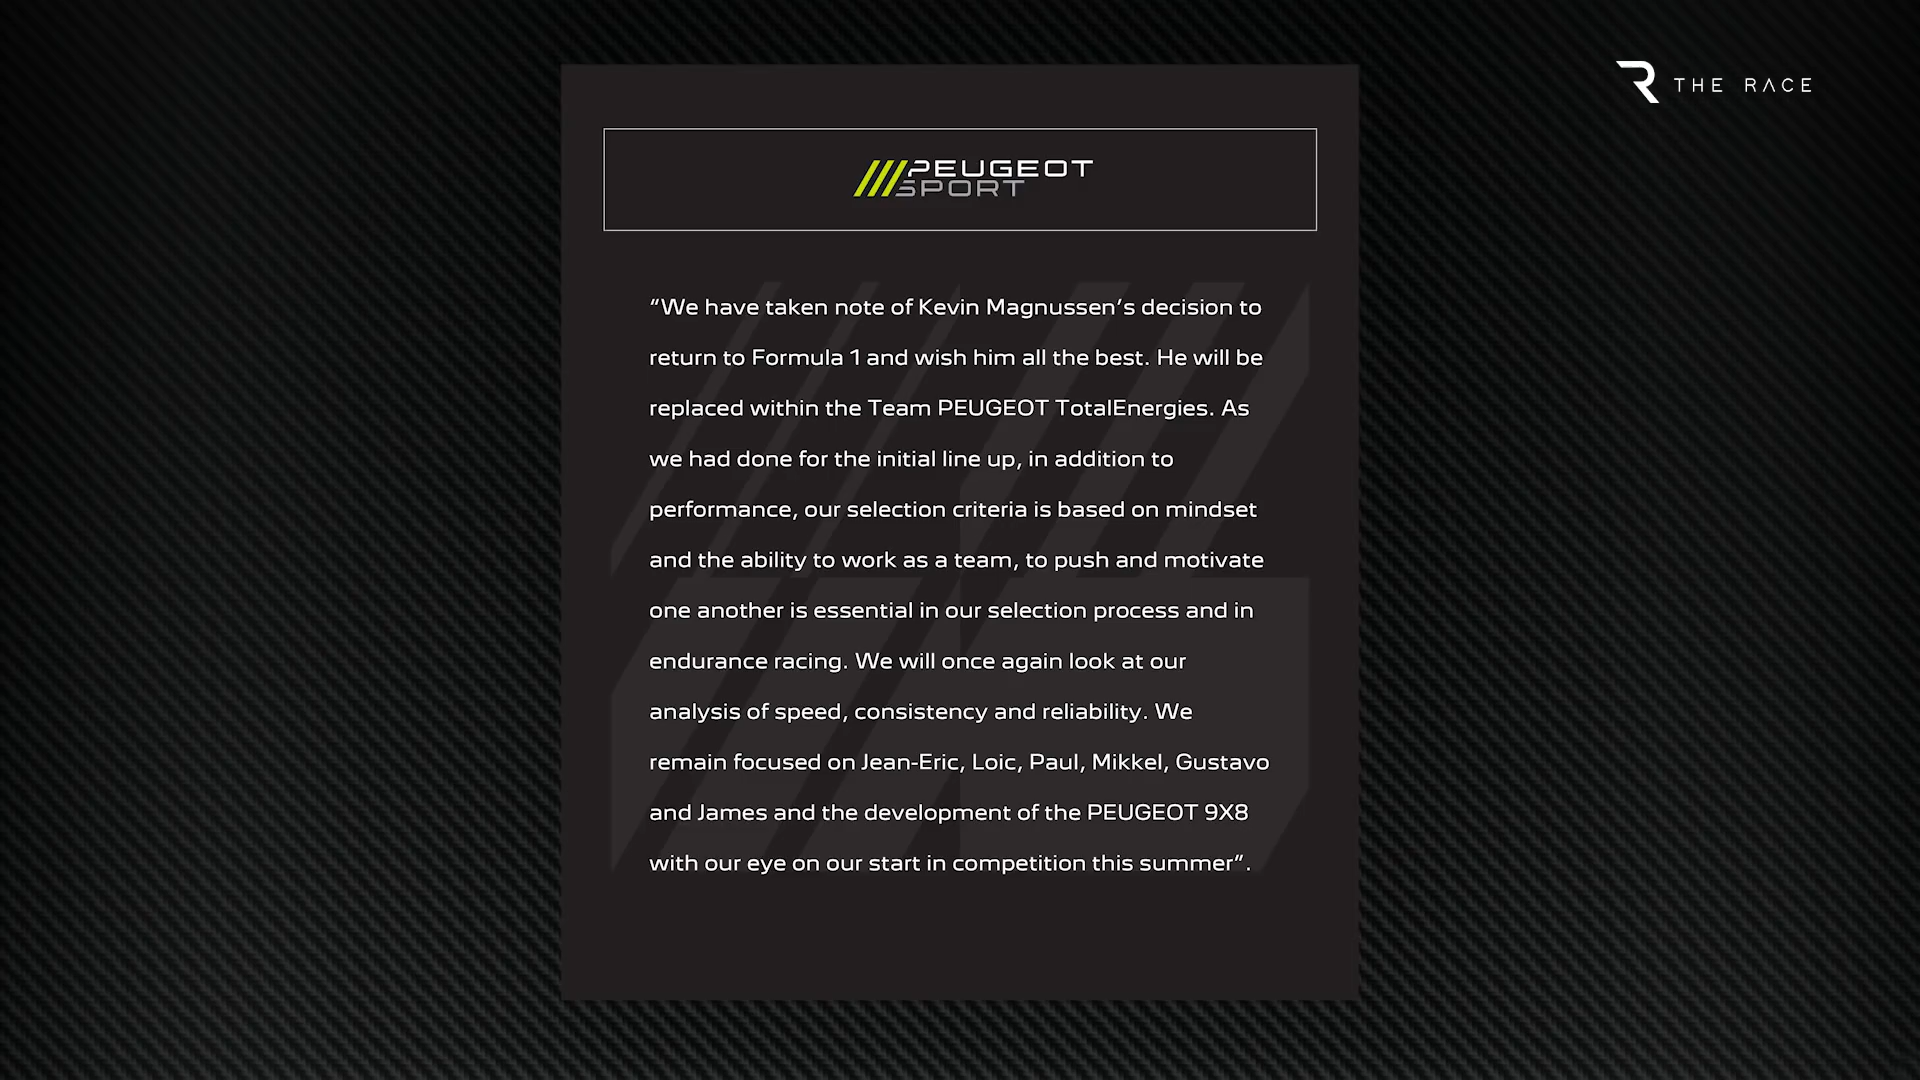 THE RACE
PEUGEOT
SPORT
“We have taken note of Kevin Magnussen’s decision to
return to Formula 1 and wish him all the best. He will be
replaced within the Team PEUGEOT TotalEnergies. As
we had done for the initial line up, in addition to
performance, our selection criteria is based on mindset
and the ability to work as a team, to push and motivate
one another is essential in our selection process and in
endurance racing. We will once again look at our
analysis of speed, consistency and reliability. We
remain focused on Jean-Eric, Loic, Paul, Mikkel, Gustavo
and James and the development of the PEUGEOT 9X8
with our eye on our start in competition this summer”.